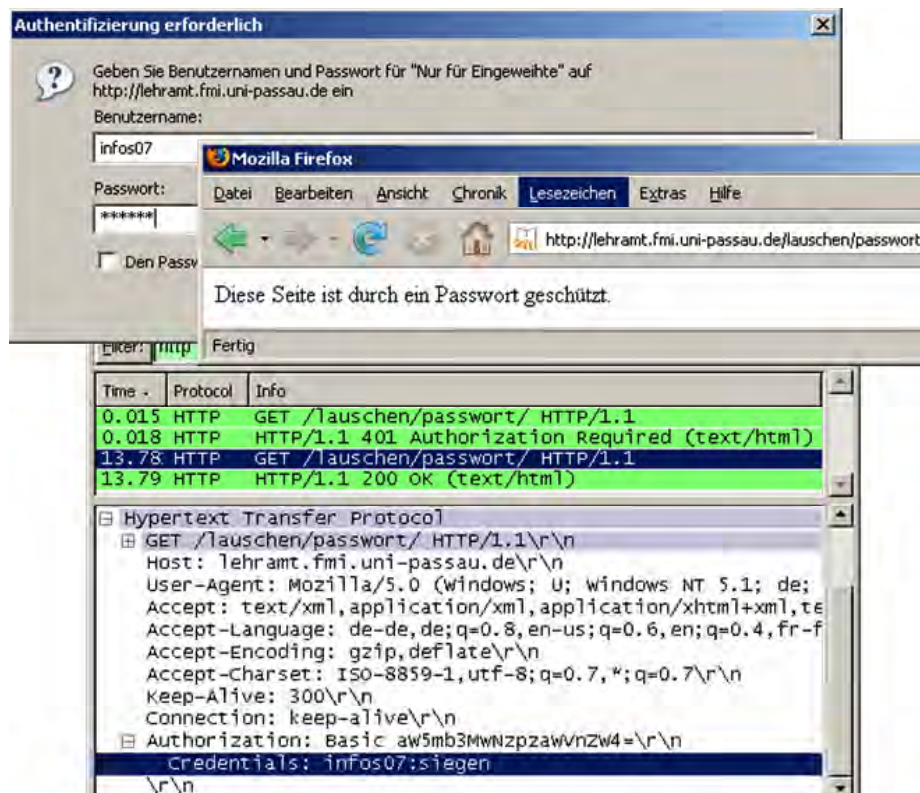 Authentifizierung erforderlich
Geben Sie Benutzernamen und Passwort für "Nur für Eingeweihte" auf
http://lehramt.fmi.uni-passau.de ein
Benutzername:
infos07
Passwort:
******
Den Passw
Mozilla Firefox
Datei Bearbeiten Ansicht Chronik Lesezeichen Extras Hilfe
http://lehramt.fmi.uni-passau.de/lauschen/passwort
Diese Seite ist durch ein Passwort geschützt.
Fertig
Filter: http
Time Protocol Info
0.015 HTTP GET /lauschen/passwort/ HTTP/1.1
0.018 HTTP HTTP/1.1 401 Authorization Required (text/html)
13.78 HTTP GET /lauschen/passwort/ HTTP/1.1
13.79 HTTP HTTP/1.1 200 OK (text/html)
Hypertext Transfer Protocol
GET /lauschen/passwort/ HTTP/1.1\r\n
Host: lehramt.fmi.uni-passau.de\r\n
User-Agent: Mozilla/5.0 (Windows; U; Windows NT 5.1; de;
Accept: text/xml,application/xml,application/xhtml+xml,te
Accept-Language: de-de,de;q=0.8,en-us;q=0.6,en;q=0.4,fr-f
Accept-Encoding: gzip,deflate\r\n
Accept-Charset: ISO-8859-1,utf-8;q=0.7,*;q=0.7\r\n
Keep-Alive: 300\r\n
Connection: keep-alive\r\n
Authorization: Basic aW5mb3MwNzpzaWVnZW4=\r\n
Credentials: infos07:siegen
\r\n